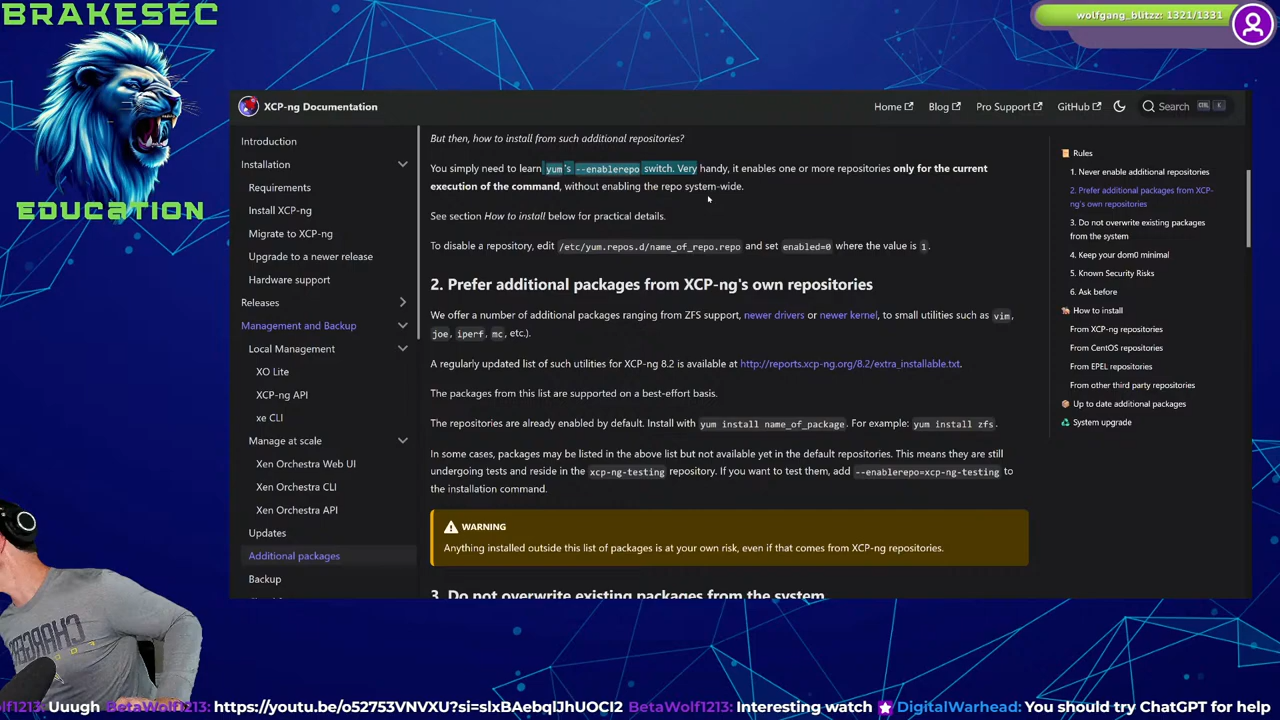 BRAKESEC
EDUCATION
wolfgang_blitzz: 1321/1331
XCP-ng Documentation
Home
Blog
Pro Support
GitHub
Search
CTRL K
Introduction
Installation
Requirements
Install XCP-ng
Migrate to XCP-ng
Upgrade to a newer release
Hardware support
Releases
Management and Backup
Local Management
XO Lite
XCP-ng API
xe CLI
Manage at scale
Xen Orchestra Web UI
Xen Orchestra CLI
Xen Orchestra API
Updates
Additional packages
Backup
But then, how to install from such additional repositories?
You simply need to learn yum's --enablerepo switch. Very handy, it enables one or more repositories only for the current
execution of the command, without enabling the repo system-wide.
See section How to install below for practical details.
To disable a repository, edit /etc/yum.repos.d/name_of_repo.repo and set enabled=0 where the value is 1.
2. Prefer additional packages from XCP-ng's own repositories
We offer a number of additional packages ranging from ZFS support, newer drivers or newer kernel, to small utilities such as vim,
joe, iperf, mc, etc.).
A regularly updated list of such utilities for XCP-ng 8.2 is available at http://reports.xcp-ng.org/8.2/extra_installable.txt.
The packages from this list are supported on a best-effort basis.
The repositories are already enabled by default. Install with yum install name_of_package. For example: yum install zfs.
In some cases, packages may be listed in the above list but not available yet in the default repositories. This means they are still
undergoing tests and reside in the xcp-ng-testing repository. If you want to test them, add --enablerepo=xcp-ng-testing to
the installation command.
WARNING
Anything installed outside this list of packages is at your own risk, even if that comes from XCP-ng repositories.
3. Do not overwrite existing packages from the system
Rules
1. Never enable additional repositories
2. Prefer additional packages from XCP-
ng's own repositories
3. Do not overwrite existing packages
from the system
4. Keep your dom0 minimal
5. Known Security Risks
6. Ask before
How to install
From XCP-ng repositories
From CentOS repositories
From EPEL repositories
From other third party repositories
Up to date additional packages
System upgrade
olf1213: Uuugh BetaWolf1213: https://youtu.be/o52753VNVXU?si=slxBAebqlJhUOCI2 BetaWolf1213: Interesting watch DigitalWarhead: You should try ChatGPT for help